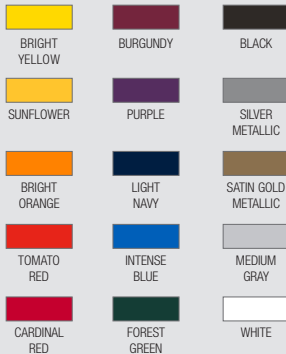 BRIGHT
YELLOW
BURGUNDY
BLACK
SUNFLOWER
PURPLE
SILVER
METALLIC
BRIGHT
ORANGE
LIGHT
NAVY
SATIN GOLD
METALLIC
TOMATO
RED
INTENSE
BLUE
MEDIUM
GRAY
CARDINAL
RED
FOREST
GREEN
WHITE